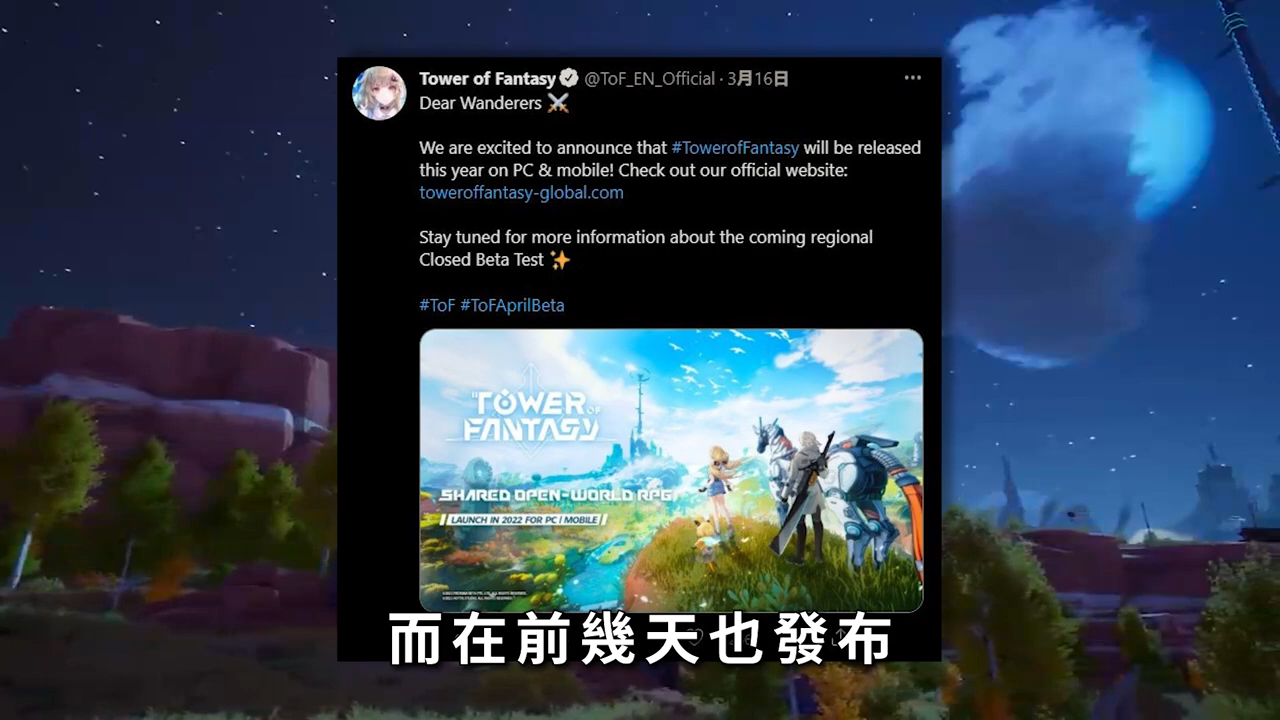 Tower of Fantasy @ToF_EN_Official · 3月16日
Dear Wanderers ⚔️
We are excited to announce that #TowerofFantasy will be released
this year on PC & mobile! Check out our official website:
toweroffantasy-global.com
Stay tuned for more information about the coming regional
Closed Beta Test ✨
#ToF #ToFAprilBeta
TOWER OF
FANTASY
SHARED OPEN-WORLD RPG
LAUNCH IN 2022 FOR PC / MOBILE
而在前幾天也發布